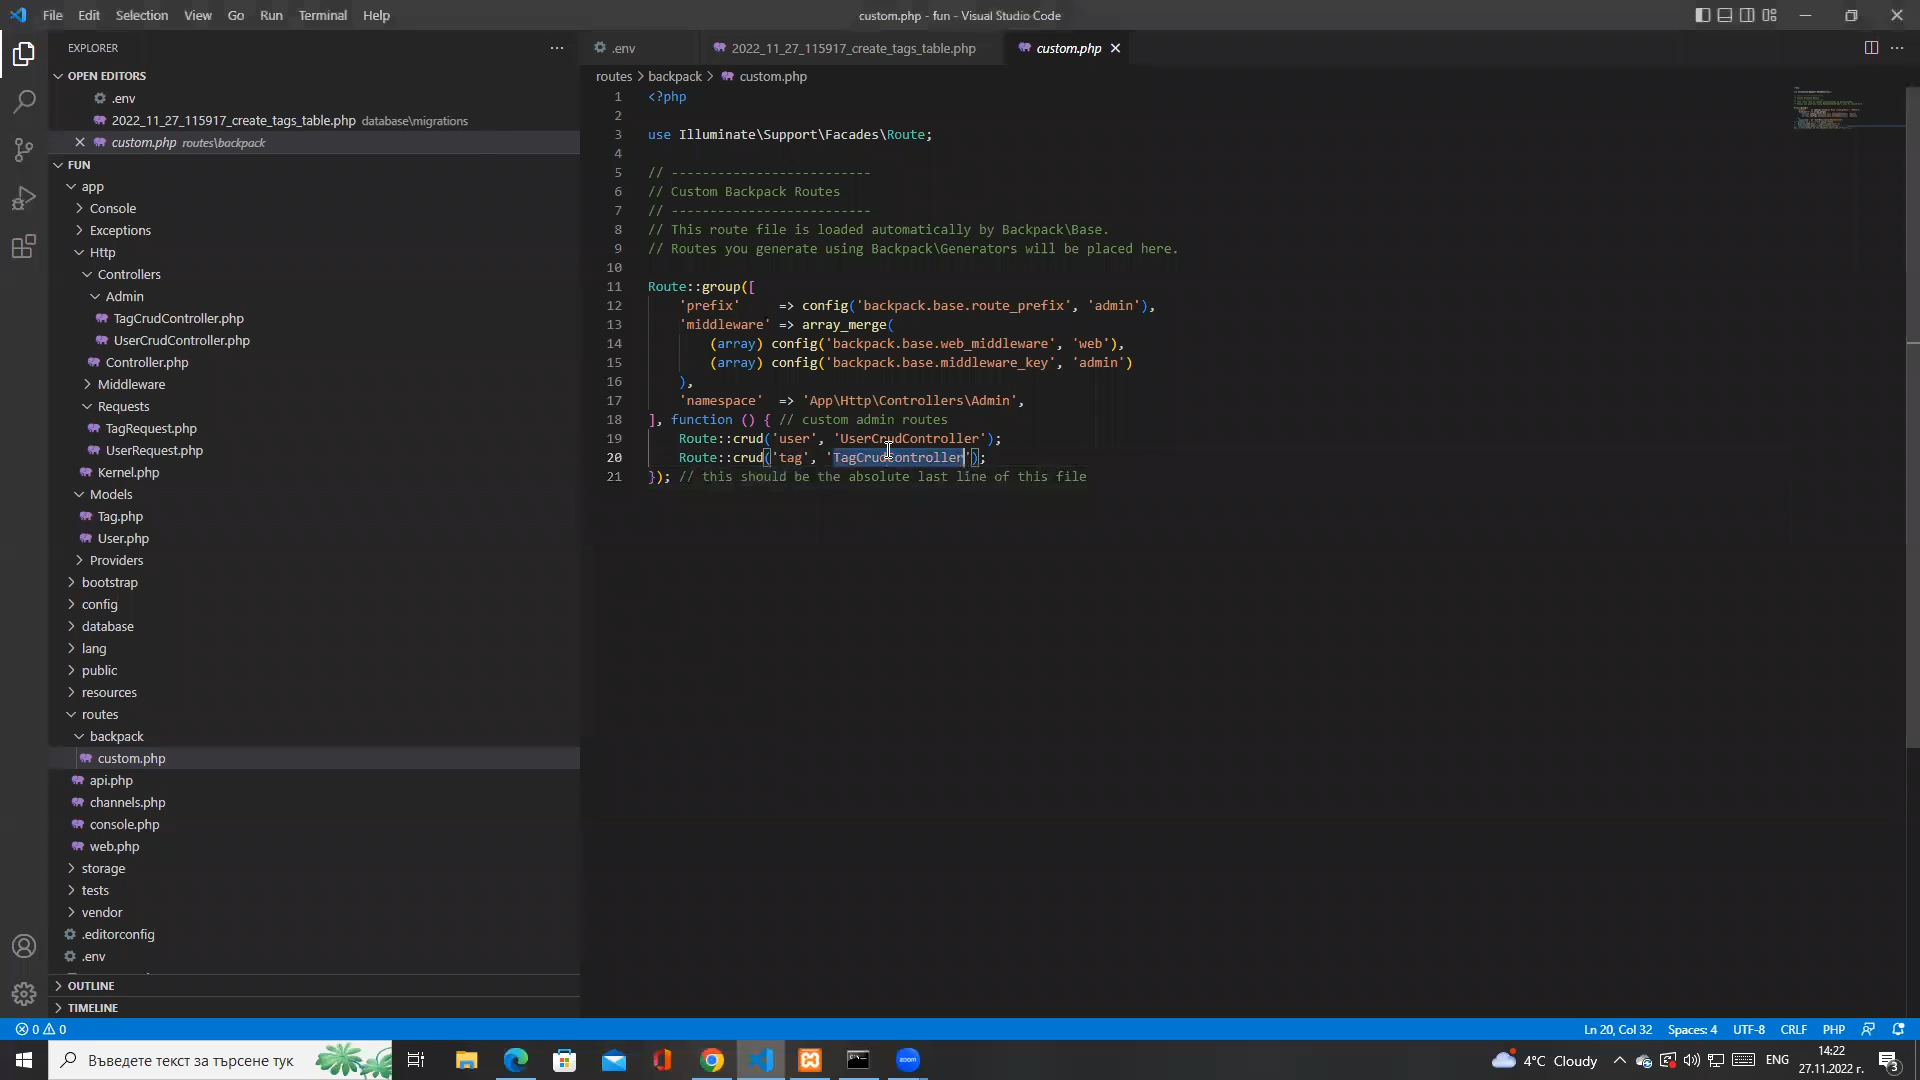 File Edit Selection View Go Run Terminal Help
custom.php - fun - Visual Studio Code
EXPLORER
OPEN EDITORS
.env
2022_11_27_115917_create_tags_table.php database\migrations
custom.php routes\backpack
FUN
app
Console
Exceptions
Http
Controllers
Admin
TagCrudController.php
UserCrudController.php
Controller.php
Middleware
Requests
TagRequest.php
UserRequest.php
Kernel.php
Models
Tag.php
User.php
Providers
bootstrap
config
database
lang
public
resources
routes
backpack
custom.php
api.php
channels.php
console.php
web.php
storage
tests
vendor
.editorconfig
.env
OUTLINE
TIMELINE
.env
2022_11_27_115917_create_tags_table.php
custom.php
routes > backpack > custom.php
1 <?php
2
3 use Illuminate\Support\Facades\Route;
4
5 // --------------------------
6 // Custom Backpack Routes
7 // --------------------------
8 // This route file is loaded automatically by Backpack\Base.
9 // Routes you generate using Backpack\Generators will be placed here.
10
11 Route::group([
12 'prefix' => config('backpack.base.route_prefix', 'admin'),
13 'middleware' => array_merge(
14 (array) config('backpack.base.web_middleware', 'web'),
15 (array) config('backpack.base.middleware_key', 'admin')
16 ),
17 'namespace' => 'App\Http\Controllers\Admin',
18 ], function () { // custom admin routes
19 Route::crud('user', 'UserCrudController');
20 Route::crud('tag', 'TagCrudController');
21 }); // this should be the absolute last line of this file
0 0
Ln 20, Col 32 Spaces: 4 UTF-8 CRLF PHP
Въведете текст за търсене тук
zoom
4°C Cloudy
ENG
14:22
27.11.2022 г.
3